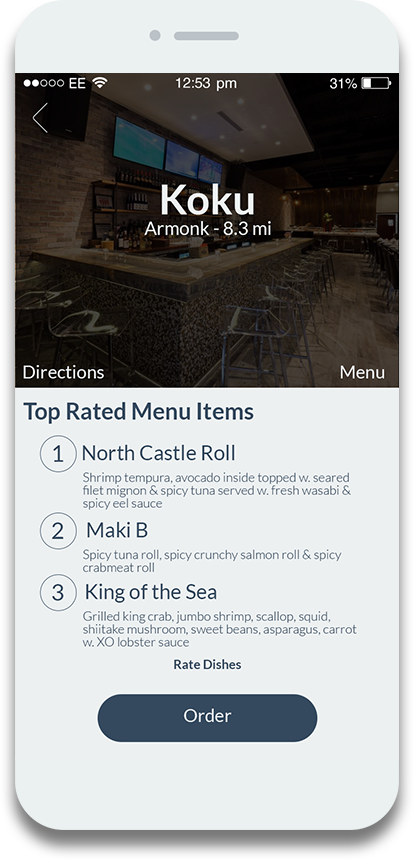 EE 12:53 pm 31%
Koku
Armonk - 8.3 mi
Directions Menu
Top Rated Menu Items
1 North Castle Roll
Shrimp tempura, avocado inside topped w. seared
filet mignon & spicy tuna served w. fresh wasabi &
spicy eel sauce
2 Maki B
Spicy tuna roll, spicy crunchy salmon roll & spicy
crabmeat roll
3 King of the Sea
Grilled king crab, jumbo shrimp, scallop, squid,
shiitake mushroom, sweet beans, asparagus, carrot
w. XO lobster sauce
Rate Dishes
Order